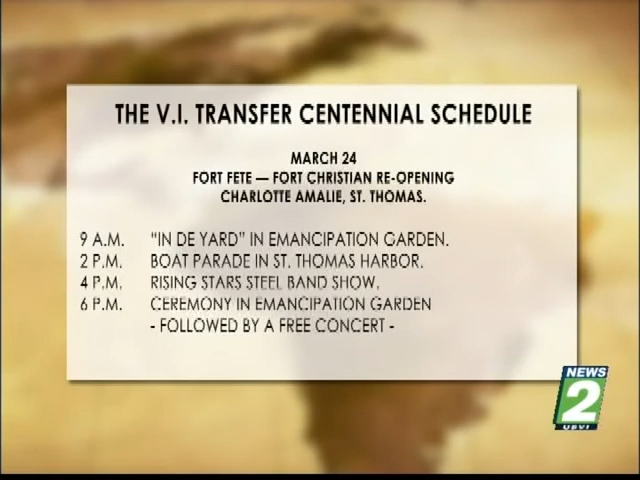 THE V.I. TRANSFER CENTENNIAL SCHEDULE
MARCH 24
FORT FETE — FORT CHRISTIAN RE-OPENING
CHARLOTTE AMALIE, ST. THOMAS.
9 A.M. “IN DE YARD” IN EMANCIPATION GARDEN.
2 P.M. BOAT PARADE IN ST. THOMAS HARBOR.
4 P.M. RISING STARS STEEL BAND SHOW.
6 P.M. CEREMONY IN EMANCIPATION GARDEN
- FOLLOWED BY A FREE CONCERT -
NEWS
2